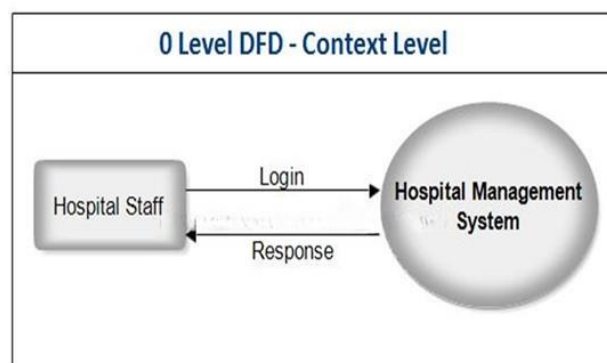 0 Level DFD - Context Level
Hospital Staff
Login
Response
Hospital Management
System